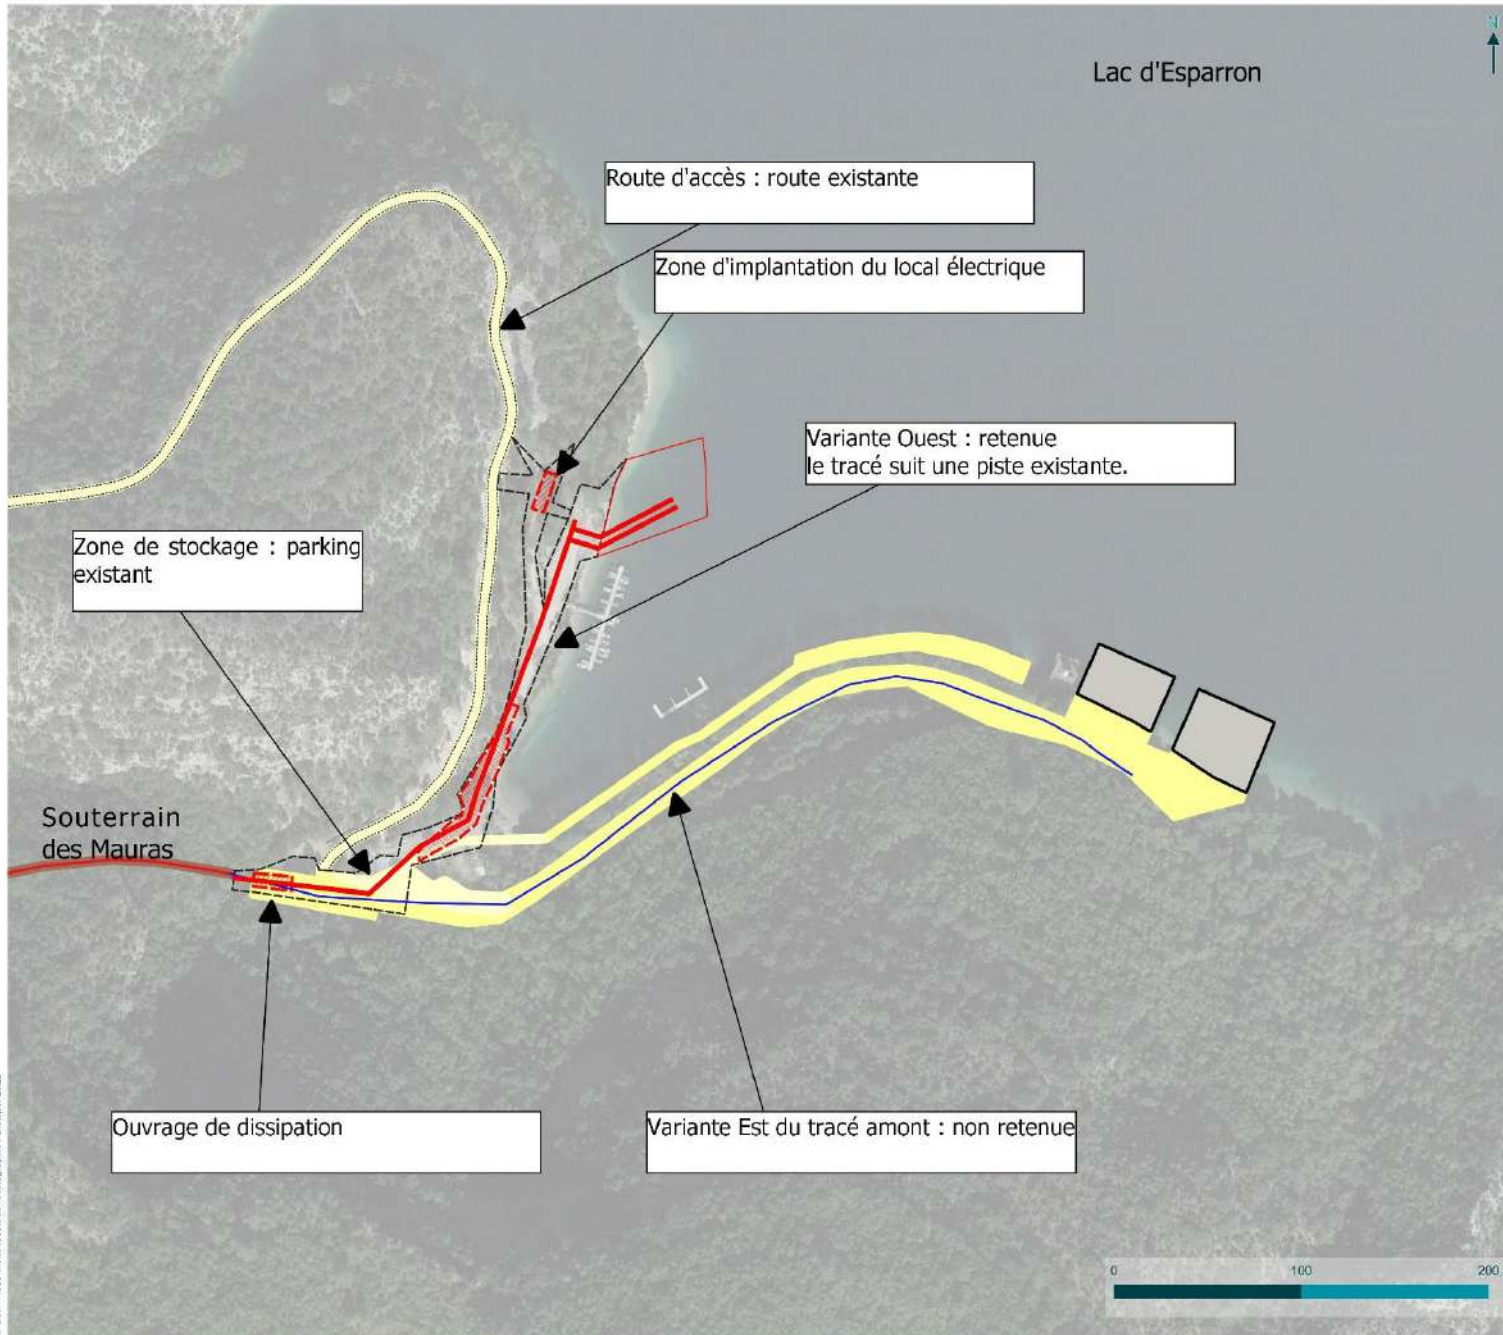 N
Lac d'Esparron
Route d'accès : route existante
Zone d'implantation du local électrique
Variante Ouest : retenue
le tracé suit une piste existante.
Zone de stockage : parking
existant
Souterrain
des Mauras
Ouvrage de dissipation
Variante Est du tracé amont : non retenue
0 100 200